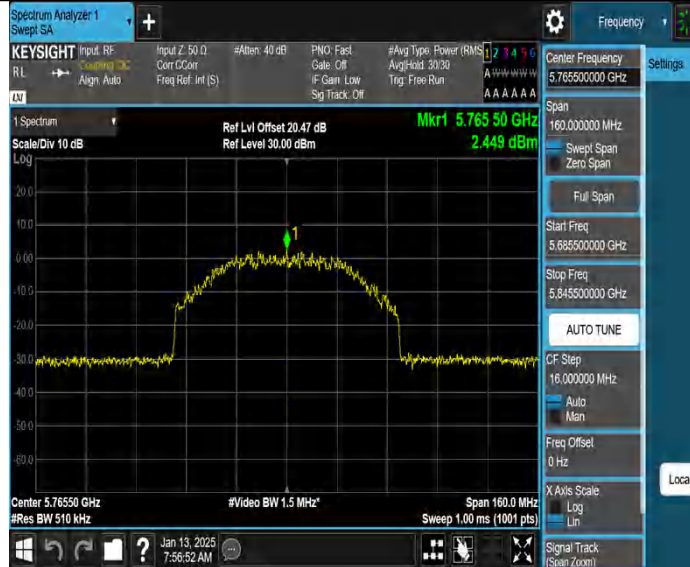 Spectrum Analyzer 1
Swept SA
+
Frequency
KEYSIGHT
RL
Input: RF
Coupling: DC
Align: Auto
Input Z: 50 Ω
Corr CCorr
Freq Ref: Int (S)
#Atten: 40 dB
PNO: Fast
Gate: Off
IF Gain: Low
Sig Track: Off
#Avg Type: Power (RMS
Avg|Hold: 30/30
Trig: Free Run
1 2 3 4 5 6
A W W W W W
A A A A A A
LXI
1 Spectrum
Scale/Div 10 dB
Ref Lvl Offset 20.47 dB
Ref Level 30.00 dBm
Mkr1 5.765 50 GHz
2.449 dBm
Log
20.0
10.0
0.00
-10.0
-20.0
-30.0
-40.0
-50.0
-60.0
1
Center 5.76550 GHz
#Res BW 510 kHz
#Video BW 1.5 MHz*
Span 160.0 MHz
Sweep 1.00 ms (1001 pts)
?
Jan 13, 2025
7:56:52 AM
Center Frequency
5.765500000 GHz
Settings
Span
160.000000 MHz
Swept Span
Zero Span
Full Span
Start Freq
5.685500000 GHz
Stop Freq
5.845500000 GHz
AUTO TUNE
CF Step
16.000000 MHz
Auto
Man
Freq Offset
0 Hz
X Axis Scale
Log
Lin
Signal Track
(Span Zoom)
Loca